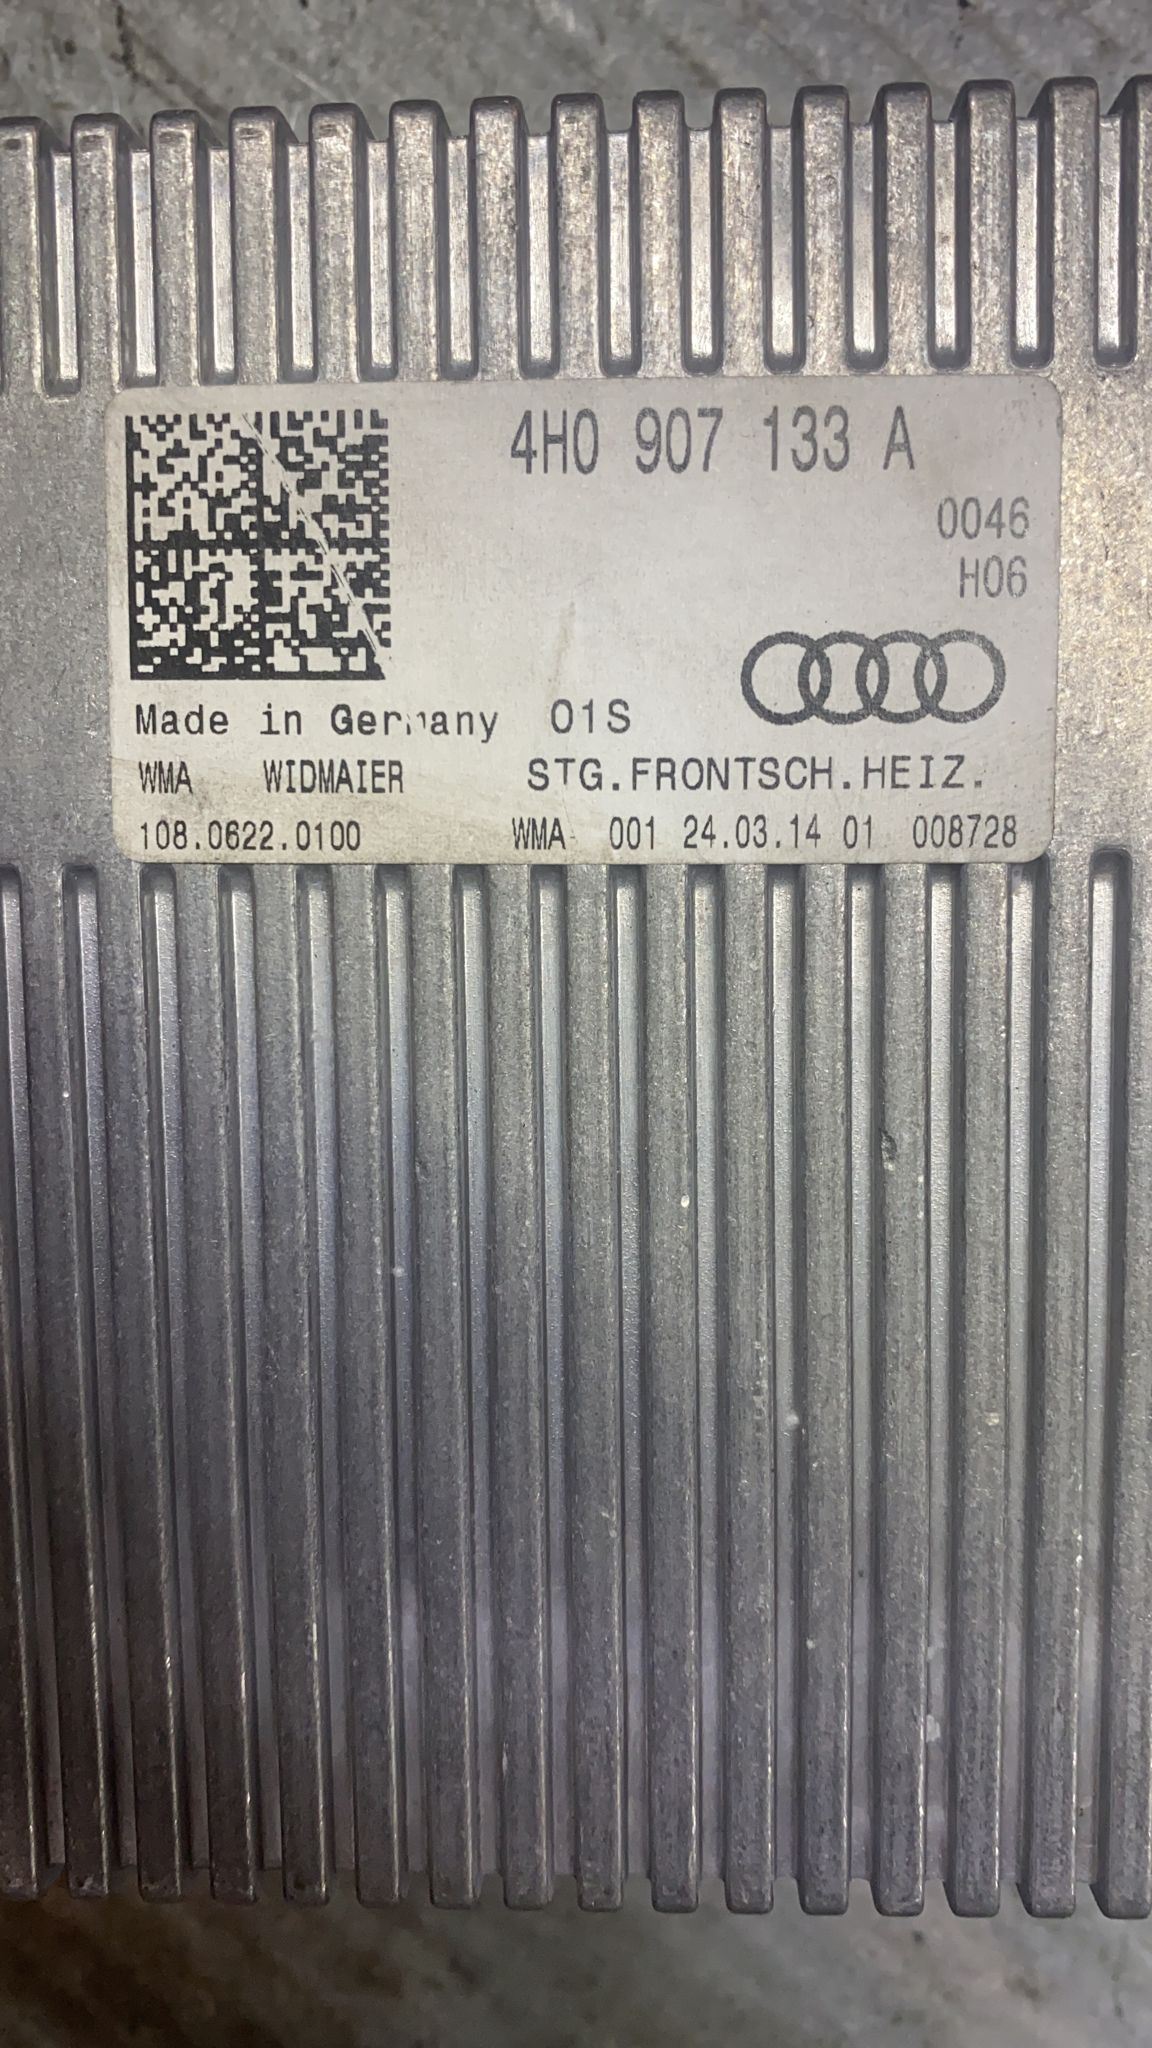 4H0 907 133 A
0046
H06
Made in Germany 01S
WMA WIDMAIER STG.FRONTSCH.HEIZ.
108.0622.0100 WMA 001 24.03.14 01 008728